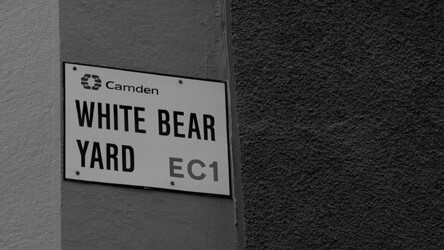 Camden
WHITE BEAR
YARD EC1